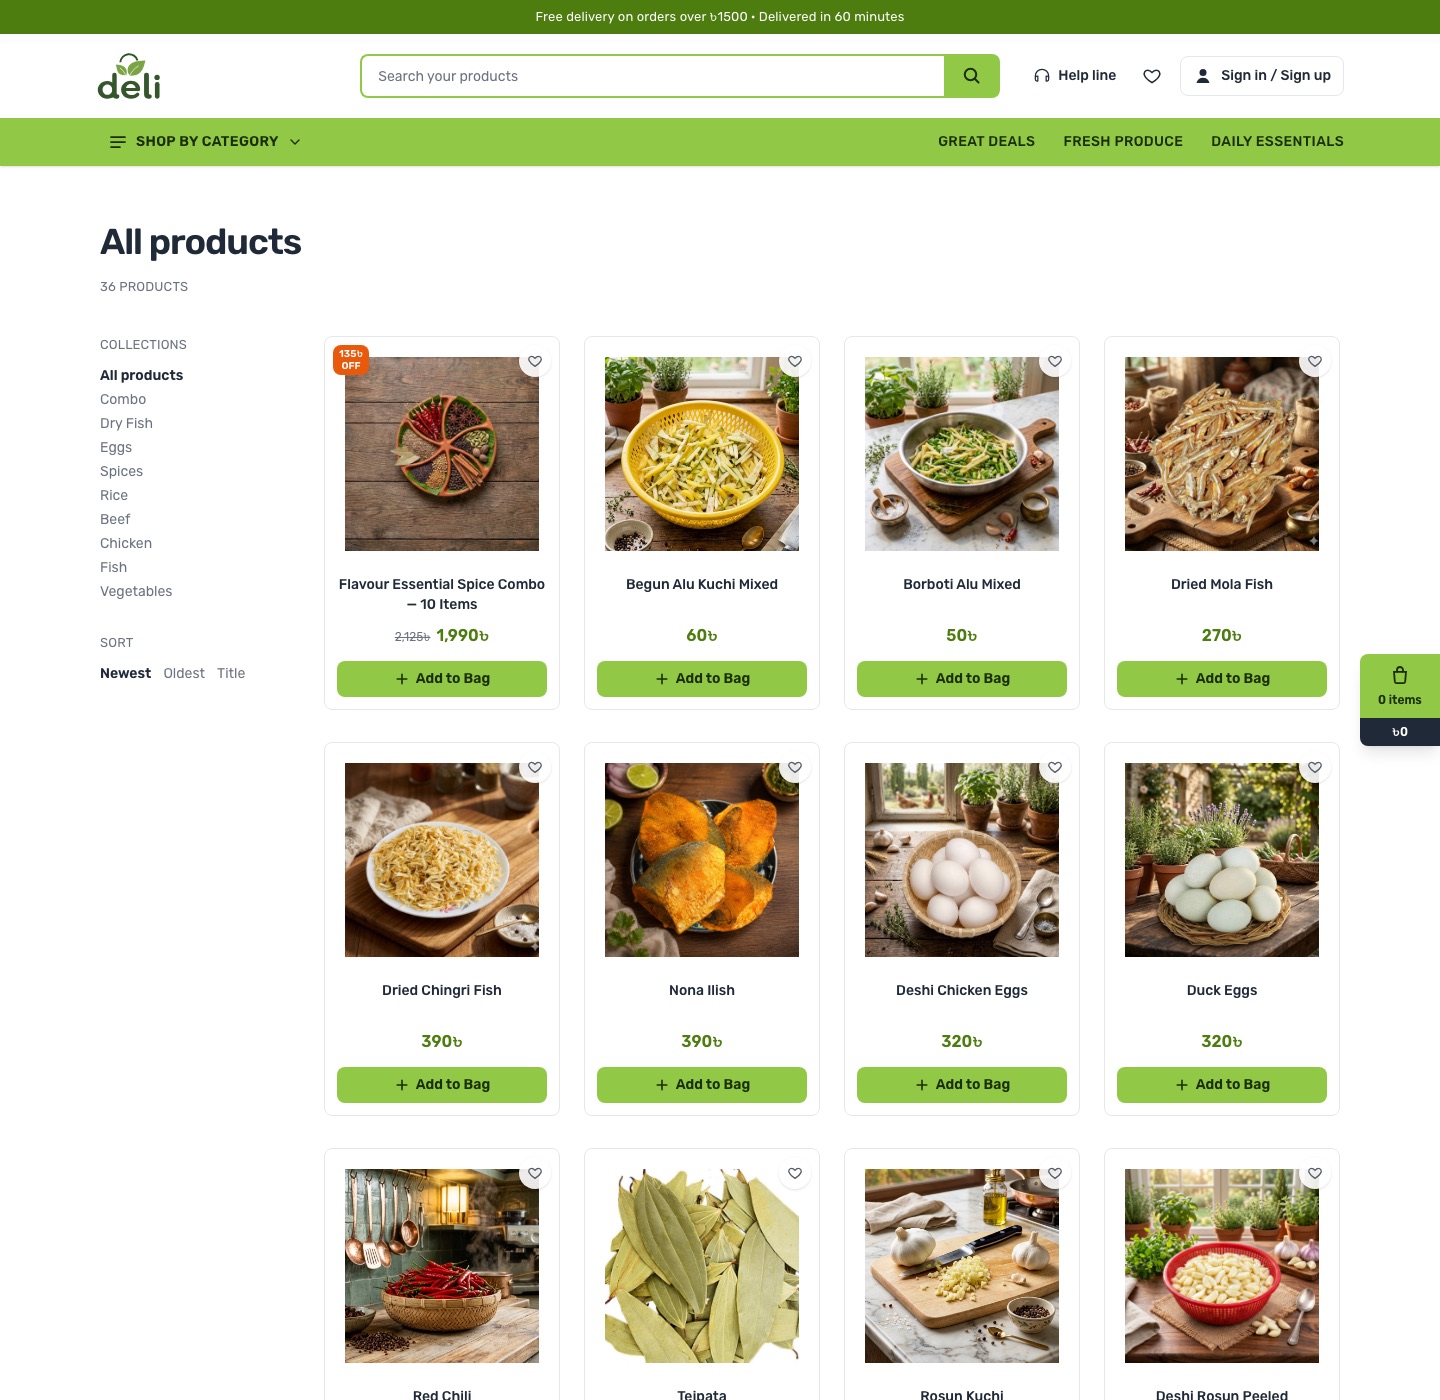 Free delivery on orders over ৳1500 • Delivered in 60 minutes
deli
Search your products
Help line
Sign in / Sign up
SHOP BY CATEGORY
GREAT DEALS
FRESH PRODUCE
DAILY ESSENTIALS
All products
36 PRODUCTS
COLLECTIONS
All products
Combo
Dry Fish
Eggs
Spices
Rice
Beef
Chicken
Fish
Vegetables
SORT
Newest Oldest Title
135৳
OFF
Flavour Essential Spice Combo
— 10 Items
2,125৳ 1,990৳
Add to Bag
Begun Alu Kuchi Mixed
60৳
Add to Bag
Borboti Alu Mixed
50৳
Add to Bag
Dried Mola Fish
270৳
Add to Bag
0 items
৳0
Dried Chingri Fish
390৳
Add to Bag
Nona Ilish
390৳
Add to Bag
Deshi Chicken Eggs
320৳
Add to Bag
Duck Eggs
320৳
Add to Bag
Red Chili
Tejpata
Rosun Kuchi
Deshi Rosun Peeled